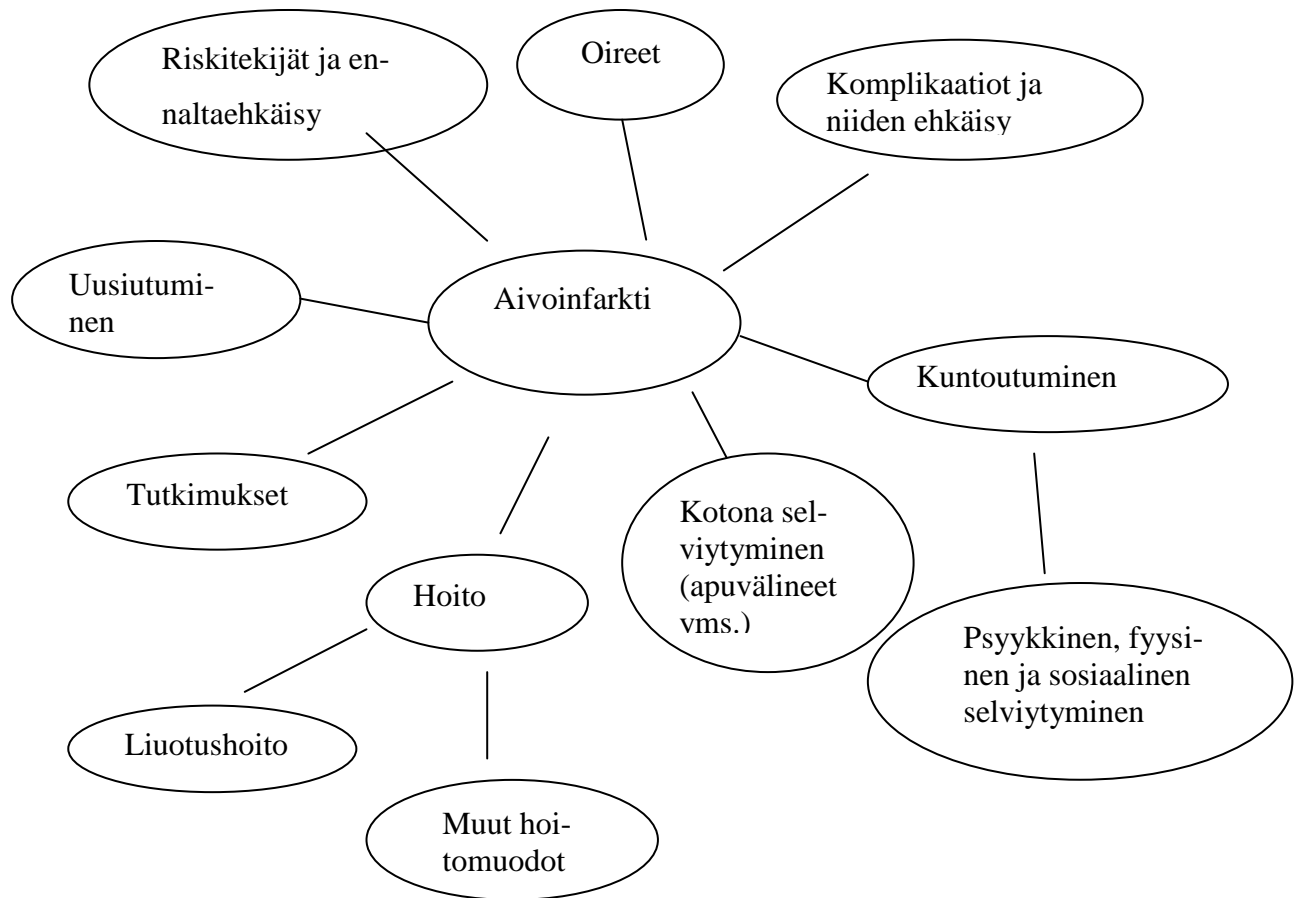 Riskitekijät ja en-
naltaehkäisy
Oireet
Komplikaatiot ja
niiden ehkäisy
Uusiutumi-
nen
Aivoinfarkti
Kuntoutuminen
Tutkimukset
Kotona sel-
viytyminen
(apuvälineet
vms.)
Hoito
Psyykkinen, fyysi-
nen ja sosiaalinen
selviytyminen
Liuotushoito
Muut hoi-
tomuodot